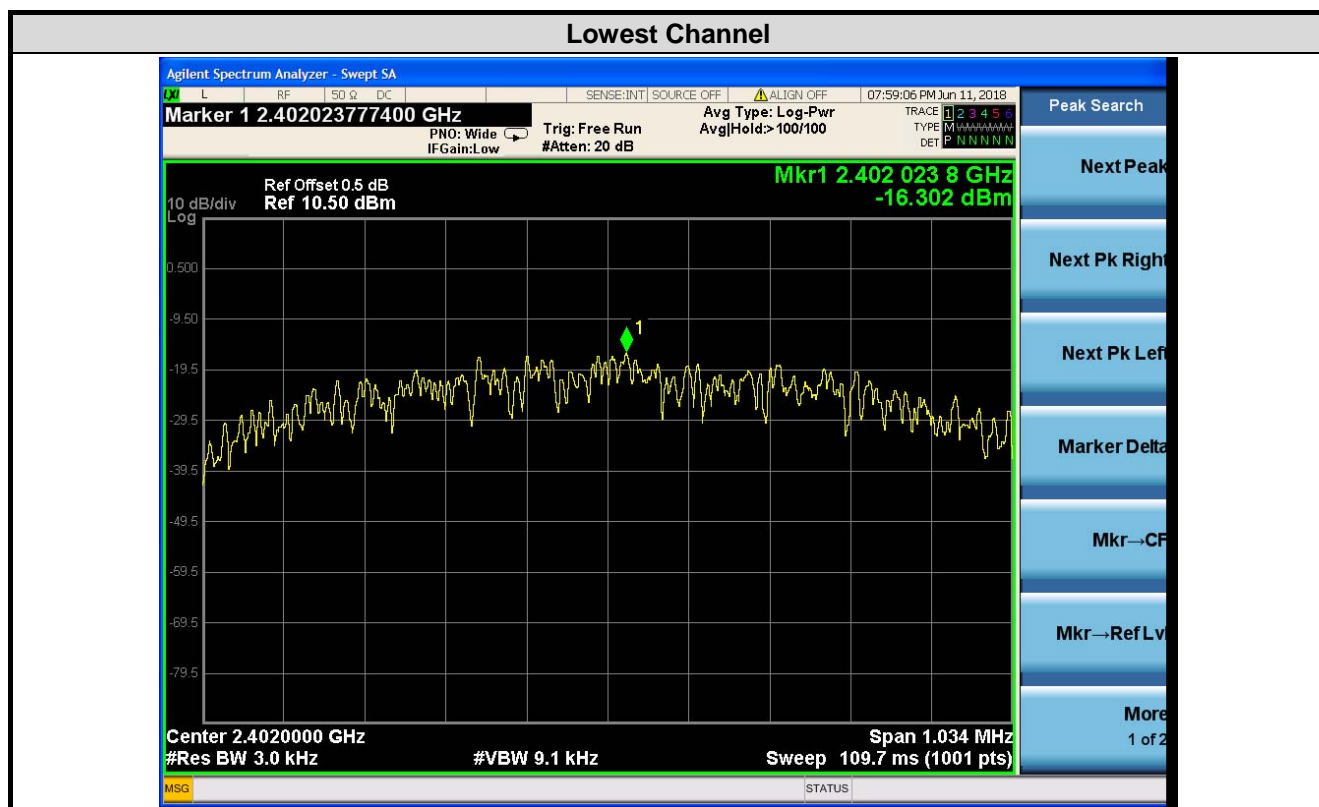 Lowest Channel
Agilent Spectrum Analyzer - Swept SA
LXI L RF 50 Ω DC SENSE:INT SOURCE OFF ALIGN OFF 07:59:06 PM Jun 11, 2018
Marker 1 2.402023777400 GHz
PNO: Wide
IFGain:Low
Trig: Free Run
#Atten: 20 dB
Avg Type: Log-Pwr
Avg|Hold:>100/100
TRACE 1 2 3 4 5 6
TYPE M
DET P N N N N N
Peak Search
Mkr1 2.402 023 8 GHz
-16.302 dBm
Ref Offset 0.5 dB
10 dB/div Ref 10.50 dBm
Log
0.500
-9.50
-19.5
-29.5
-39.5
-49.5
-59.5
-69.5
-79.5
1
Center 2.4020000 GHz Span 1.034 MHz
#Res BW 3.0 kHz #VBW 9.1 kHz Sweep 109.7 ms (1001 pts)
Next Peak
Next Pk Right
Next Pk Left
Marker Delta
Mkr→CF
Mkr→Ref Lvl
More
1 of 2
MSG STATUS